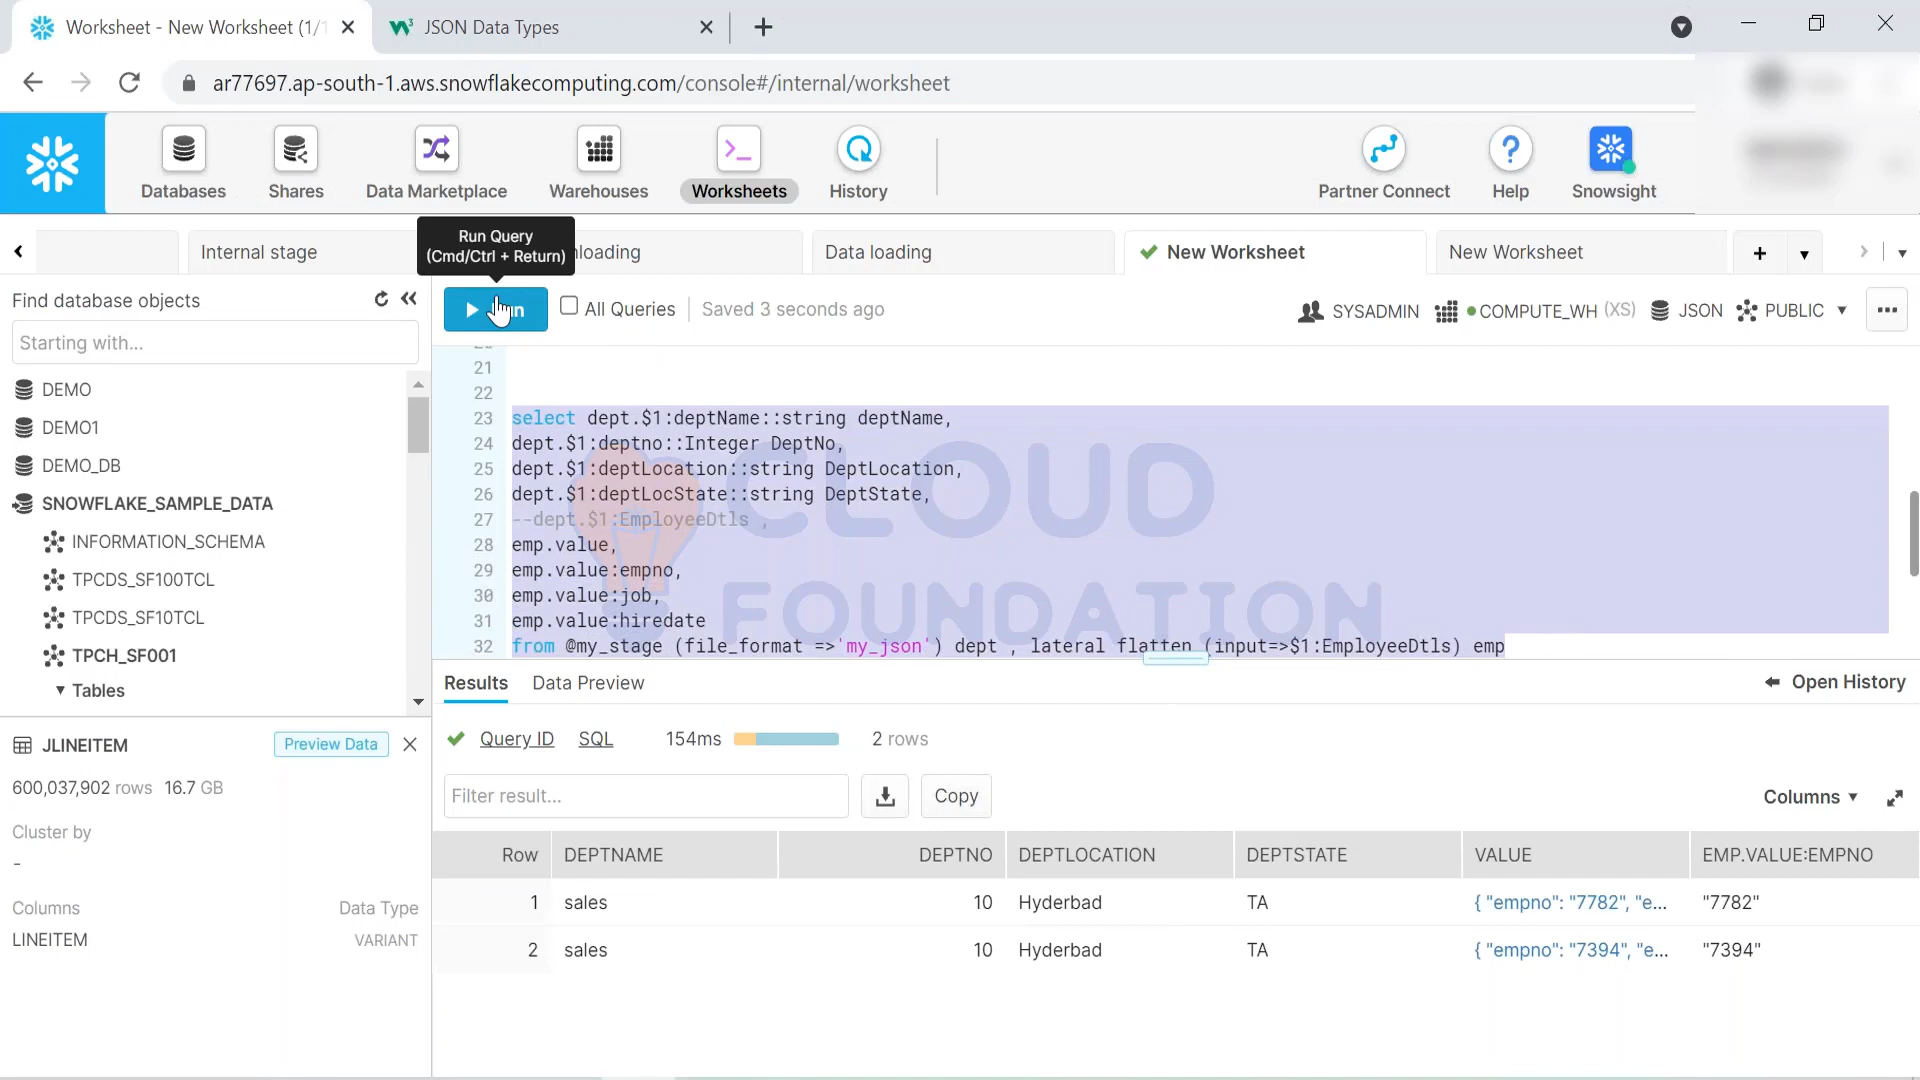 Worksheet - New Worksheet (1/1
JSON Data Types
ar77697.ap-south-1.aws.snowflakecomputing.com/console#/internal/worksheet
Databases
Shares
Data Marketplace
Warehouses
Worksheets
History
Partner Connect
Help
Snowsight
Run Query
(Cmd/Ctrl + Return)
Internal stage
nloading
Data loading
New Worksheet
New Worksheet
Find database objects
Starting with...
All Queries
Saved 3 seconds ago
SYSADMIN
COMPUTE_WH (XS)
JSON
PUBLIC
DEMO
DEMO1
DEMO_DB
SNOWFLAKE_SAMPLE_DATA
INFORMATION_SCHEMA
TPCDS_SF100TCL
TPCDS_SF10TCL
TPCH_SF001
Tables
21
22
23 select dept.$1:deptName::string deptName,
24 dept.$1:deptno::Integer DeptNo,
25 dept.$1:deptLocation::string DeptLocation,
26 dept.$1:deptLocState::string DeptState,
27 --dept.$1:EmployeeDtls ,
28 emp.value,
29 emp.value:empno,
30 emp.value:job,
31 emp.value:hiredate
32 from @my_stage (file_format =>'my_json') dept , lateral flatten (input=>$1:EmployeeDtls) emp
CLOUD
FOUNDATION
Results
Data Preview
Open History
JLINEITEM
Preview Data
600,037,902 rows 16.7 GB
Cluster by
-
Columns Data Type
LINEITEM VARIANT
Query ID SQL 154ms 2 rows
Filter result...
Copy
Columns
Row DEPTNAME DEPTNO DEPTLOCATION DEPTSTATE VALUE EMP.VALUE:EMPNO
1 sales 10 Hyderbad TA { "empno": "7782", "e... "7782"
2 sales 10 Hyderbad TA { "empno": "7394", "e... "7394"